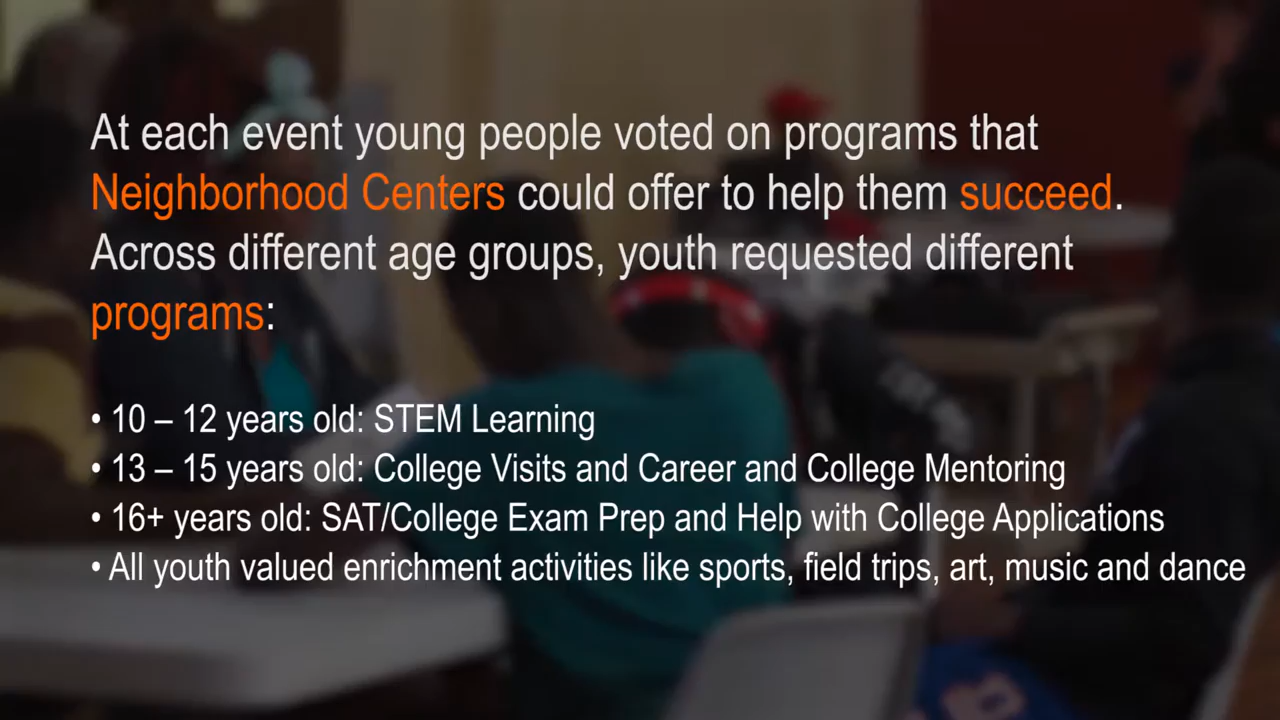 At each event young people voted on programs that
Neighborhood Centers could offer to help them succeed.
Across different age groups, youth requested different
programs:
• 10 – 12 years old: STEM Learning
• 13 – 15 years old: College Visits and Career and College Mentoring
• 16+ years old: SAT/College Exam Prep and Help with College Applications
• All youth valued enrichment activities like sports, field trips, art, music and dance